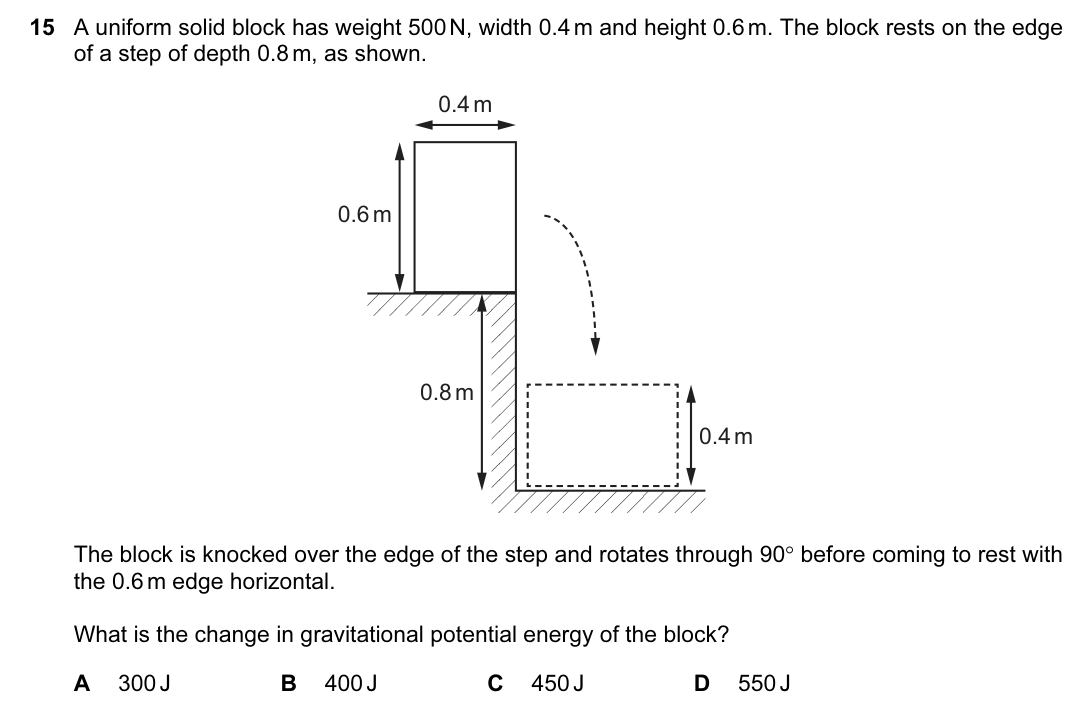 15 A uniform solid block has weight 500 N, width 0.4 m and height 0.6 m. The block rests on the edge
of a step of depth 0.8 m, as shown.
0.4 m
0.6 m
0.8 m
0.4 m
The block is knocked over the edge of the step and rotates through 90° before coming to rest with
the 0.6 m edge horizontal.
What is the change in gravitational potential energy of the block?
A 300 J B 400 J C 450 J D 550 J